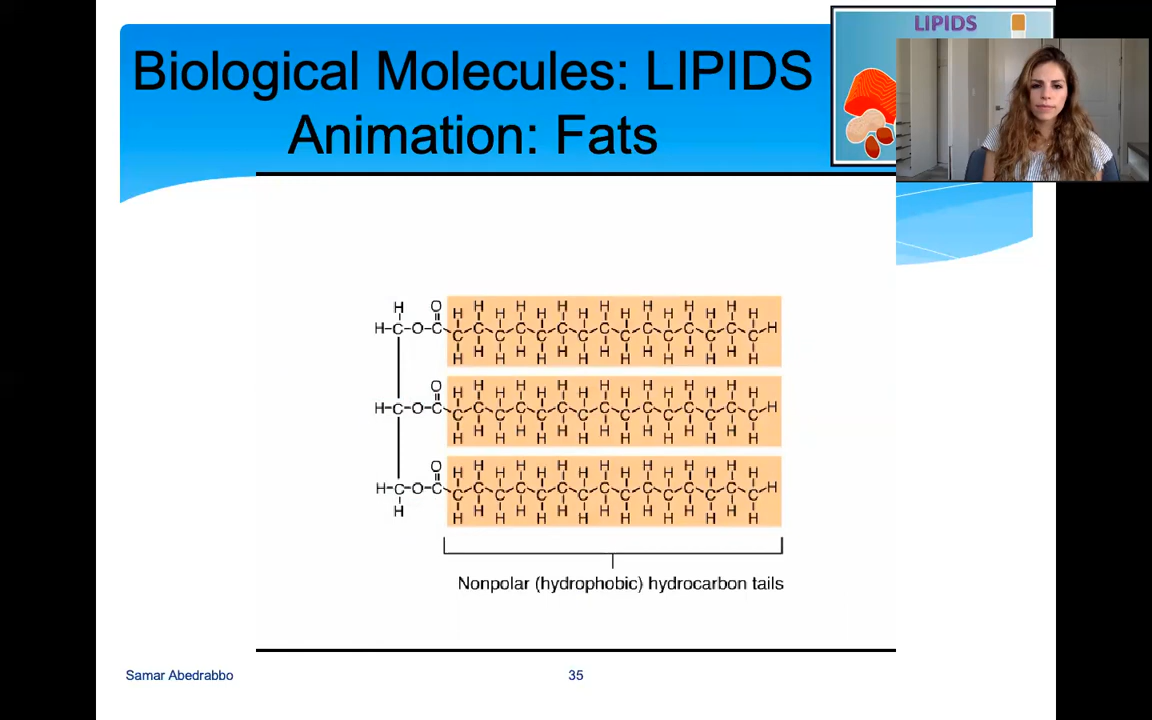 LIPIDS
Biological Molecules: LIPIDS
Animation: Fats
H O H H H H H H H H H H H H H H H
H-C-O-C-C-C-C-C-C-C-C-C-C-C-C-C-C-C-C-H
H H H H H H H H H H H H H H H
O H H H H H H H H H H H H H H H
H-C-O-C-C-C-C-C-C-C-C-C-C-C-C-C-C-C-C-H
H H H H H H H H H H H H H H H
O H H H H H H H H H H H H H H H
H-C-O-C-C-C-C-C-C-C-C-C-C-C-C-C-C-C-C-H
H H H H H H H H H H H H H H H H
Nonpolar (hydrophobic) hydrocarbon tails
Samar Abedrabbo
35